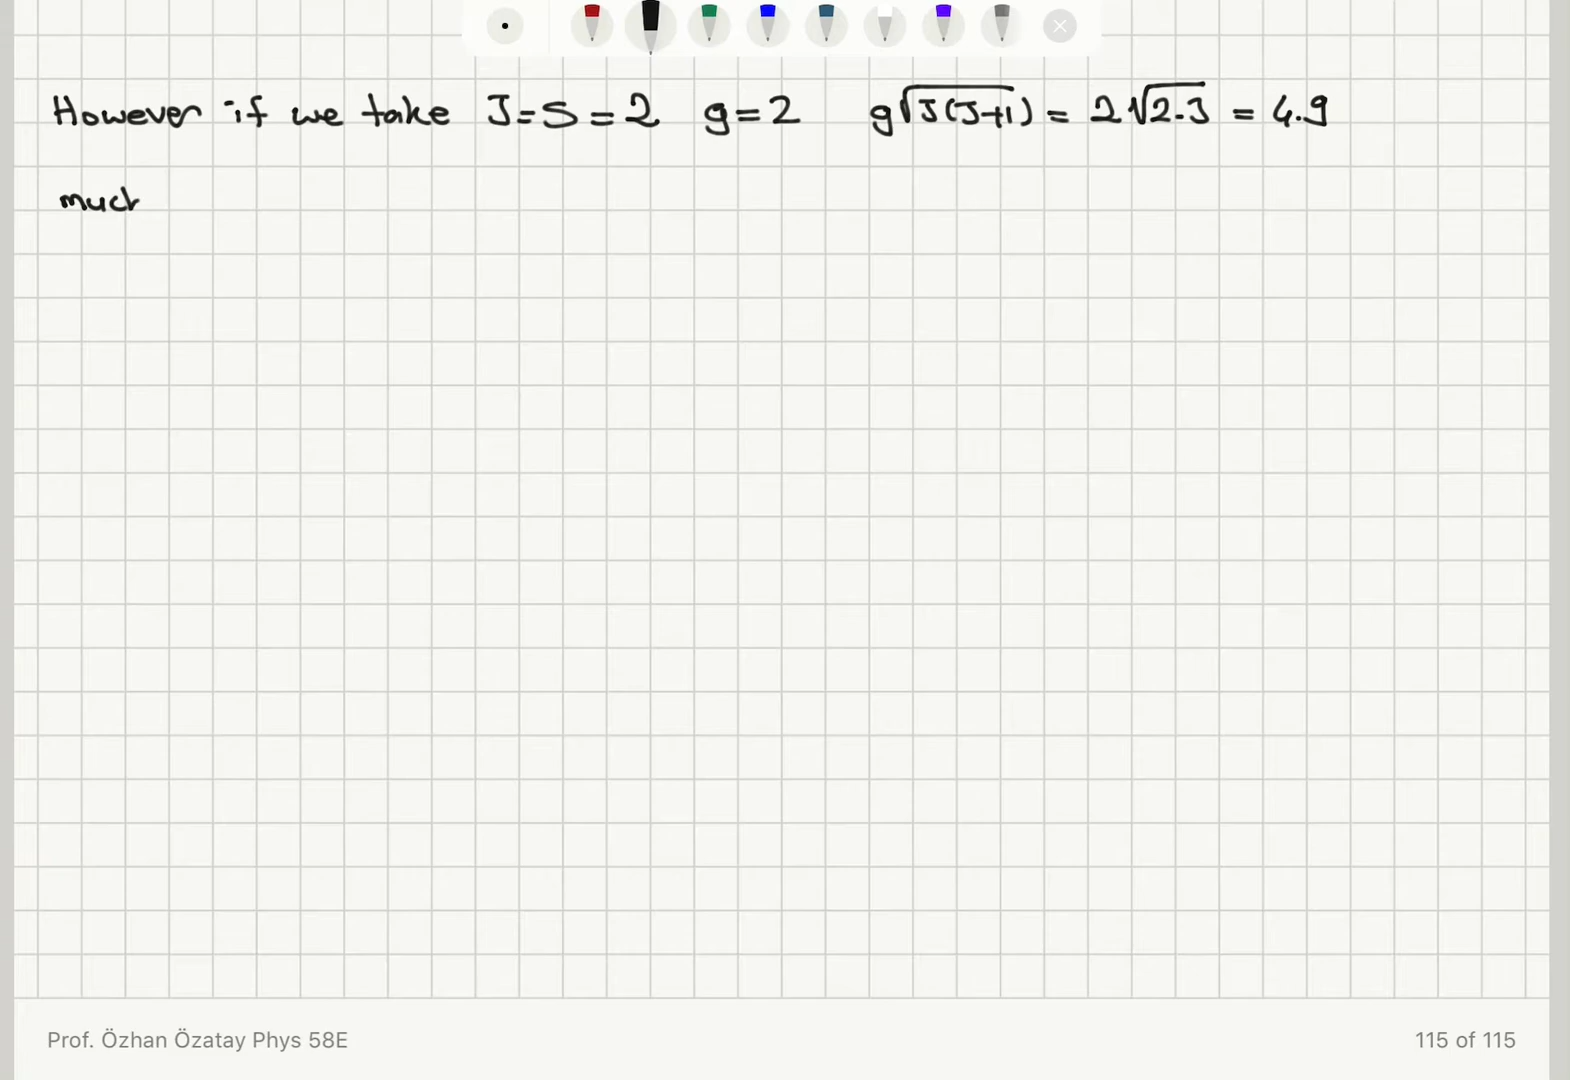 However if we take J=S=2 g=2 g√J(J+1) = 2√2.3 = 4.9
much
Prof. Özhan Özatay Phys 58E
115 of 115